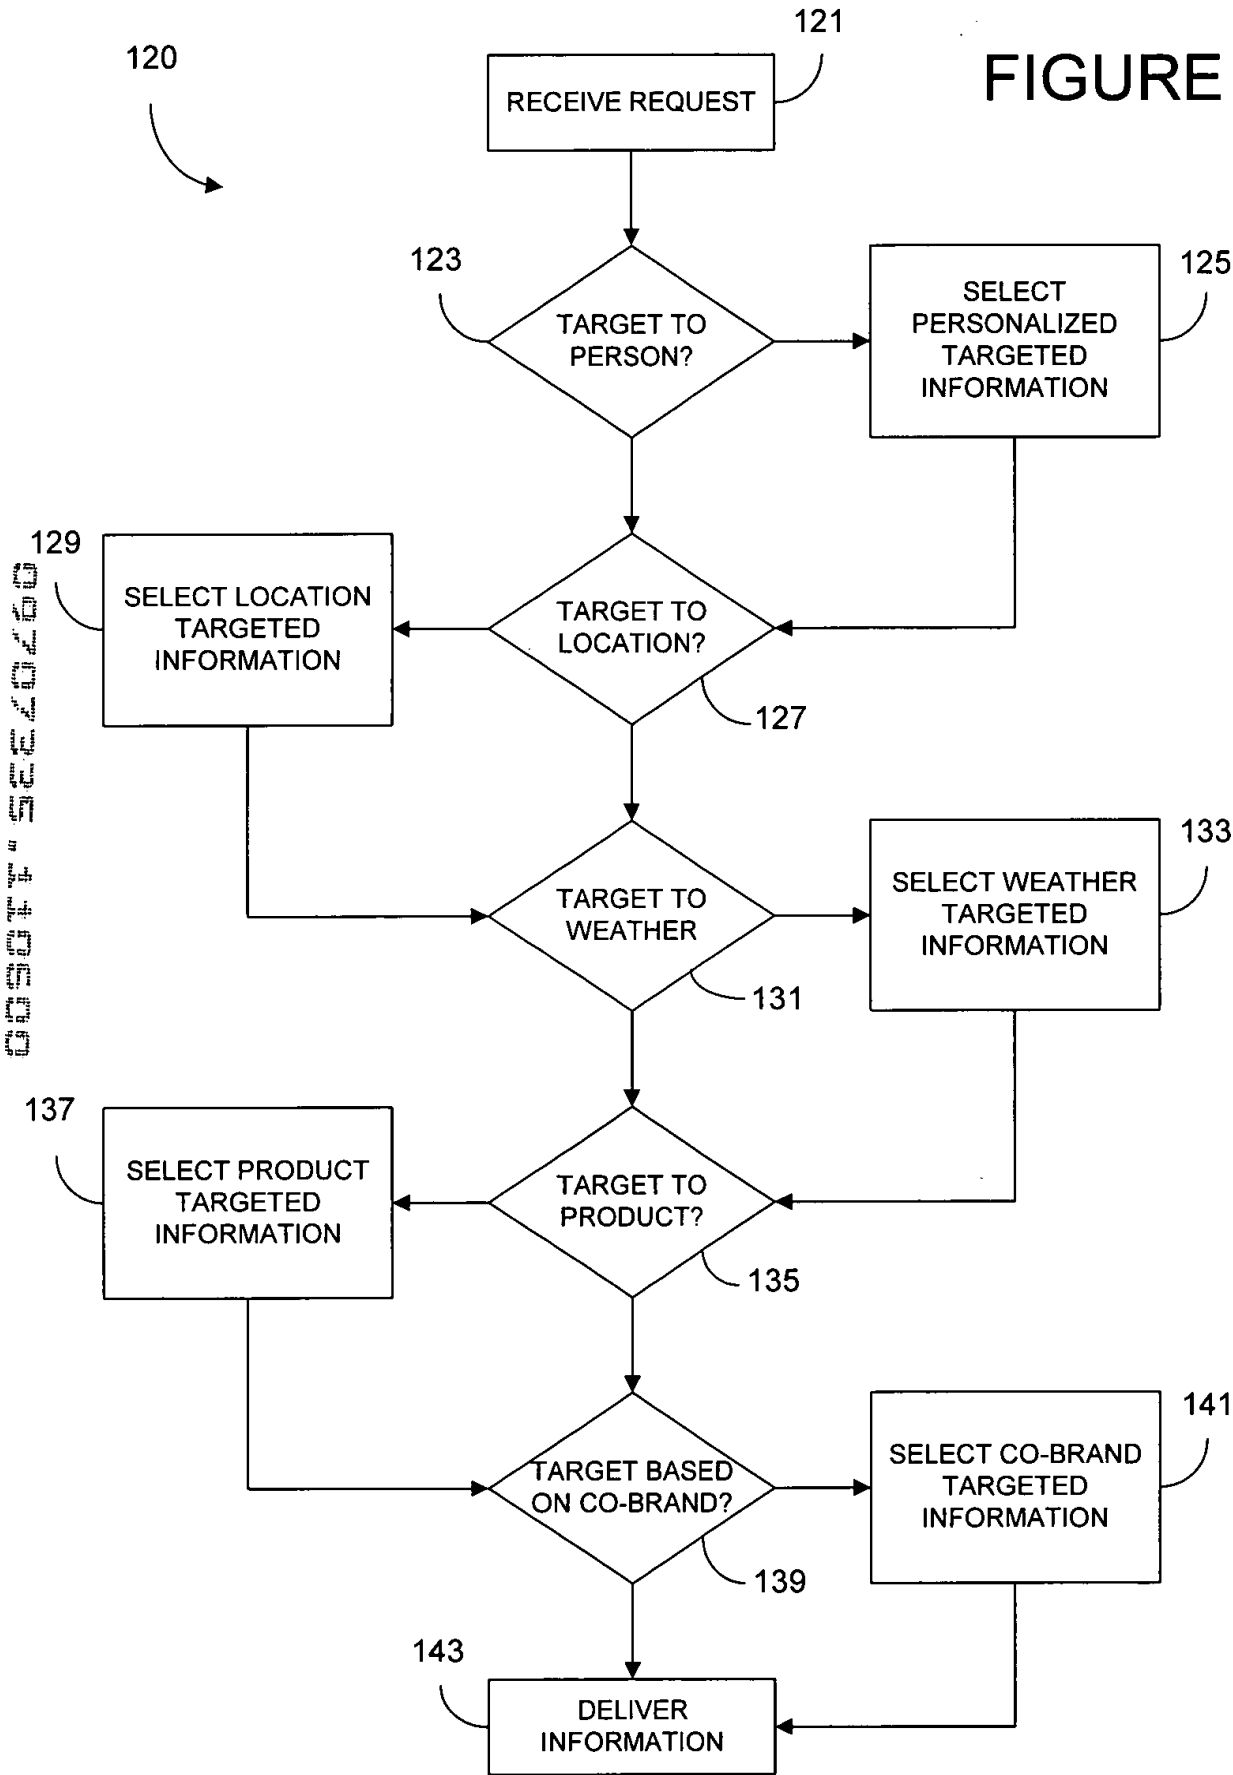 120
121
FIGURE
RECEIVE REQUEST
123
TARGET TO
PERSON?
125
SELECT
PERSONALIZED
TARGETED
INFORMATION
129
SELECT LOCATION
TARGETED
INFORMATION
TARGET TO
LOCATION?
127
09707335.110600
TARGET TO
WEATHER
131
133
SELECT WEATHER
TARGETED
INFORMATION
137
SELECT PRODUCT
TARGETED
INFORMATION
TARGET TO
PRODUCT?
135
TARGET BASED
ON CO-BRAND?
139
141
SELECT CO-BRAND
TARGETED
INFORMATION
143
DELIVER
INFORMATION